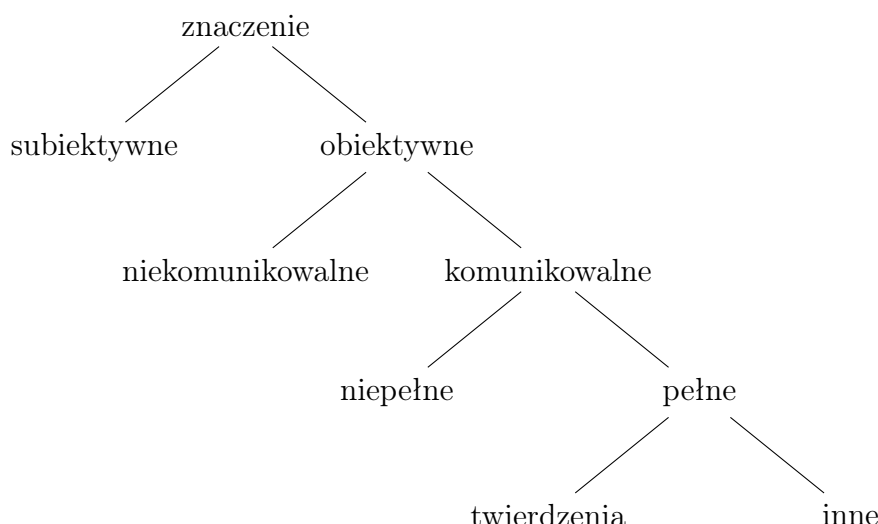 znaczenie
subiektywne obiektywne
niekomunikowalne komunikowalne
niepełne pełne
twierdzenia inne